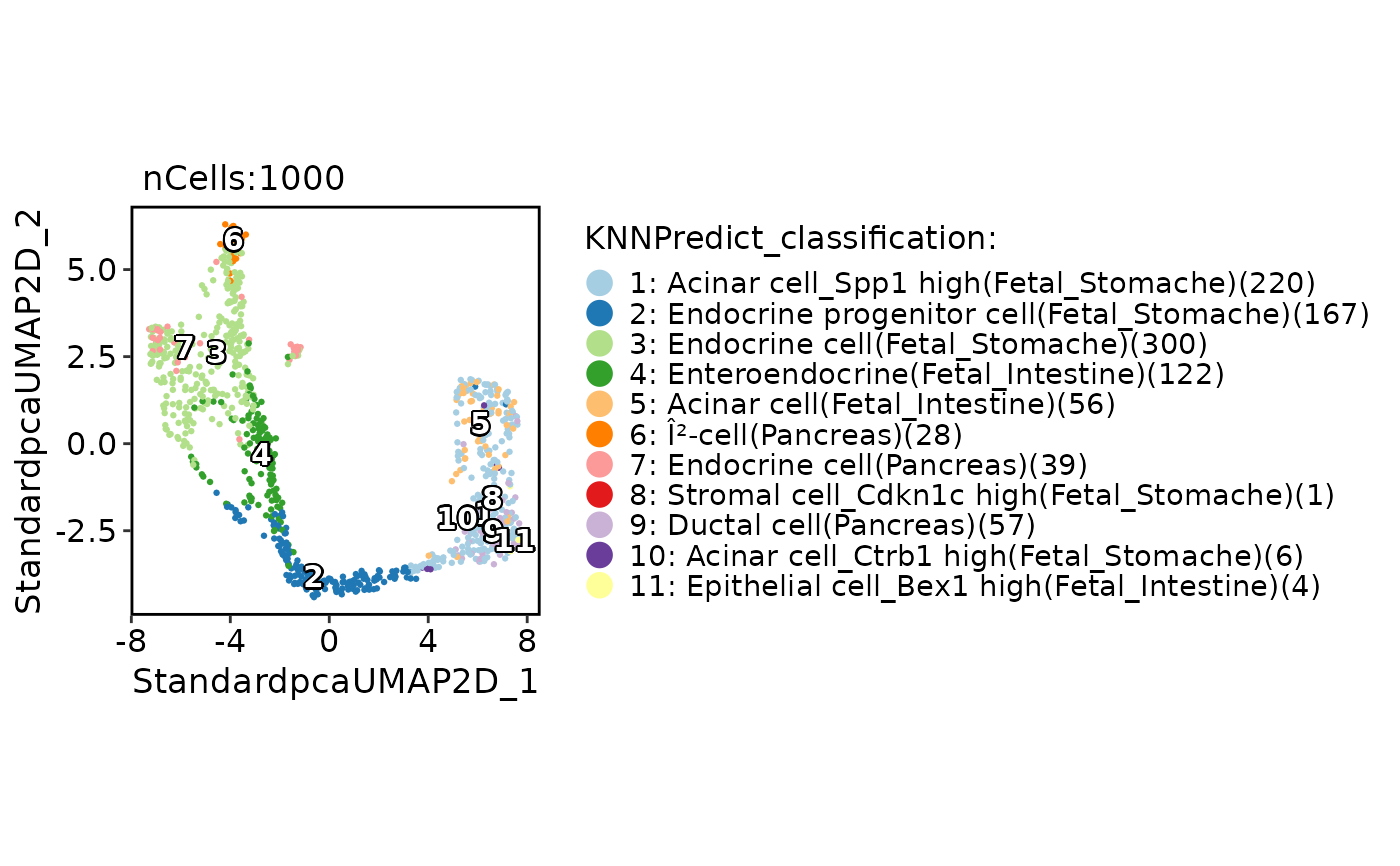 nCells:1000
StandardpcaUMAP2D_2
5.0
2.5
0.0
-2.5
6
7
3
5
4
8
10
1
9
11
2
-8
-4
0
4
8
StandardpcaUMAP2D_1
KNNPredict_classification:
1: Acinar cell_Spp1 high(Fetal_Stomache)(220)
2: Endocrine progenitor cell(Fetal_Stomache)(167)
3: Endocrine cell(Fetal_Stomache)(300)
4: Enteroendocrine(Fetal_Intestine)(122)
5: Acinar cell(Fetal_Intestine)(56)
6: Î²-cell(Pancreas)(28)
7: Endocrine cell(Pancreas)(39)
8: Stromal cell_Cdkn1c high(Fetal_Stomache)(1)
9: Ductal cell(Pancreas)(57)
10: Acinar cell_Ctrb1 high(Fetal_Stomache)(6)
11: Epithelial cell_Bex1 high(Fetal_Intestine)(4)